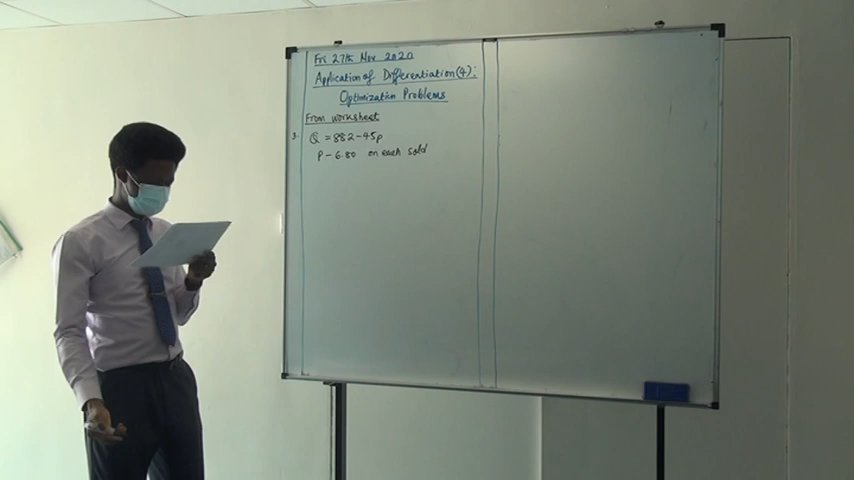 Fri 27th Nov 2020
Application of Differentiation (4):
Optimization Problems
From worksheet
3. Q = 882 - 45p
P - 6.80 on each sold